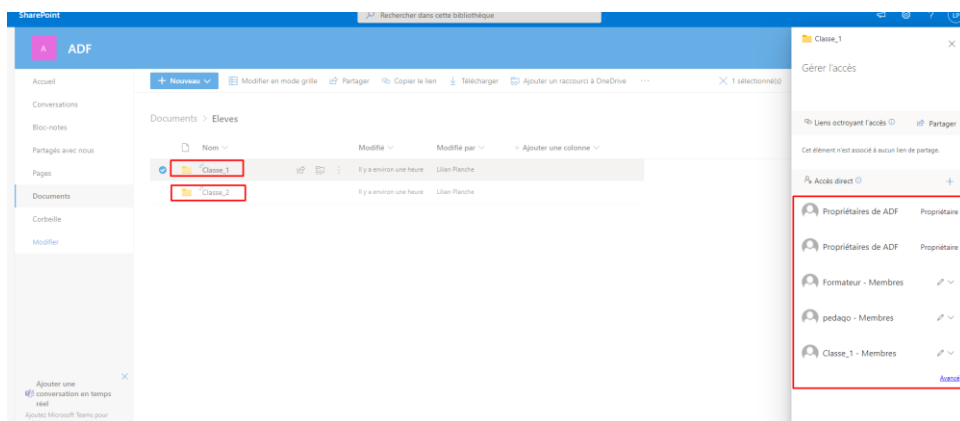 SharePoint
Rechercher dans cette bibliothèque
?
LP
A
ADF
Accueil
Conversations
Bloc-notes
Partagés avec nous
Pages
Documents
Corbeille
Modifier
+ Nouveau
Modifier en mode grille
Partager
Copier le lien
Télécharger
Ajouter un raccourci à OneDrive
...
1 sélectionné(s)
Documents > Eleves
Nom
Modifié
Modifié par
+ Ajouter une colonne
Classe_1
Il y a environ une heure
Lilian Planche
Classe_2
Il y a environ une heure
Lilian Planche
Ajouter une
conversation en temps
réel
Ajoutez Microsoft Teams pour
Classe_1
Gérer l'accès
Liens octroyant l'accès
Partager
Cet élément n'est associé à aucun lien de partage.
Accès direct
+
Propriétaires de ADF
Propriétaire
Propriétaires de ADF
Propriétaire
Formateur - Membres
pedago - Membres
Classe_1 - Membres
Avancé